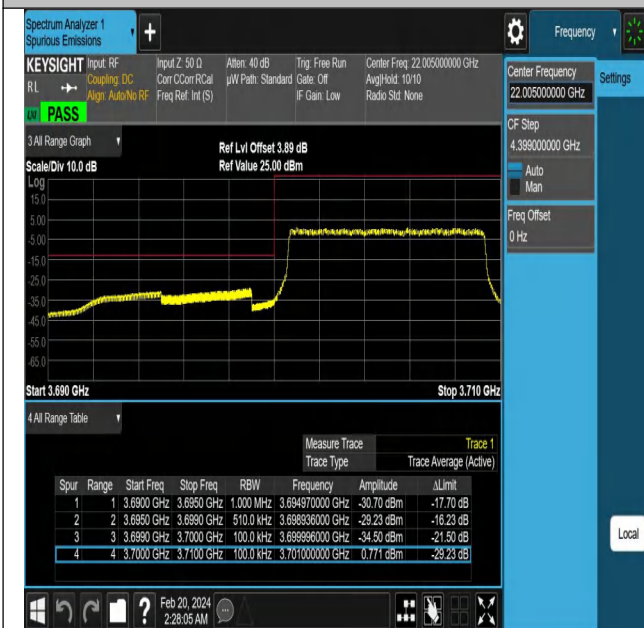 Spectrum Analyzer 1
Spurious Emissions
Frequency
KEYSIGHT
Input: RF
Input Z: 50 Ω
Atten: 40 dB
Trig: Free Run
Center Freq: 22.005000000 GHz
RL
Coupling: DC
Corr CCorr RCal
µW Path: Standard
Gate: Off
Avg|Hold: 10/10
Align: Auto/No RF
Freq Ref: Int (S)
IF Gain: Low
Radio Std: None
PASS
Center Frequency
22.005000000 GHz
Settings
CF Step
4.399000000 GHz
Auto
Man
Freq Offset
0 Hz
3 All Range Graph
Ref Lvl Offset 3.89 dB
Scale/Div 10.0 dB
Ref Value 25.00 dBm
Log
15.0
5.00
-5.00
-15.0
-25.0
-35.0
-45.0
-55.0
-65.0
Start 3.690 GHz
Stop 3.710 GHz
4 All Range Table
Measure Trace Trace 1
Trace Type Trace Average (Active)
Spur Range Start Freq Stop Freq RBW Frequency Amplitude ΔLimit
1 1 3.6900 GHz 3.6950 GHz 1.000 MHz 3.694970000 GHz -30.70 dBm -17.70 dB
2 2 3.6950 GHz 3.6990 GHz 510.0 kHz 3.698936000 GHz -29.23 dBm -16.23 dB
3 3 3.6990 GHz 3.7000 GHz 100.0 kHz 3.699996000 GHz -34.50 dBm -21.50 dB
4 4 3.7000 GHz 3.7100 GHz 100.0 kHz 3.701000000 GHz 0.771 dBm -29.23 dB
Local
Feb 20, 2024
2:28:05 AM